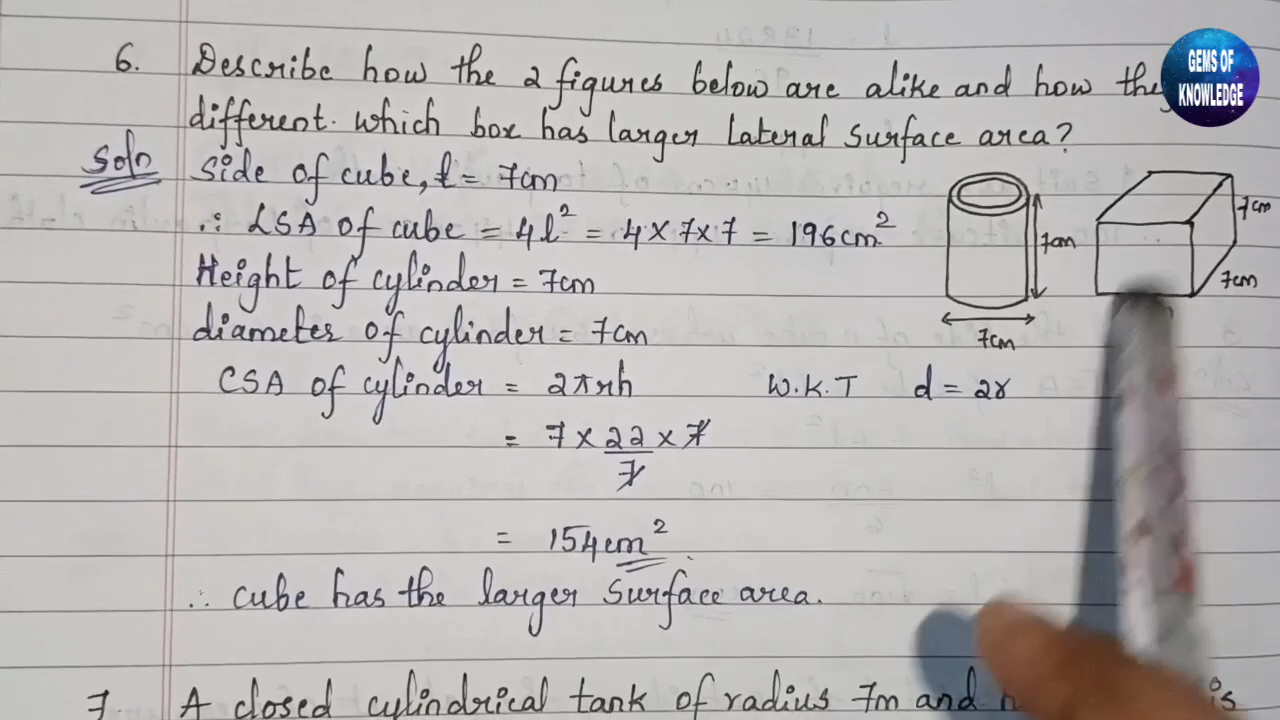 GEMS OF
KNOWLEDGE
6. Describe how the 2 figures below are alike and how they
different. which box has larger lateral surface area?
Soln Side of cube, l = 7cm
∴ LSA of cube = 4l² = 4×7×7 = 196cm²
Height of cylinder = 7cm
diameter of cylinder = 7cm
CSA of cylinder = 2πrh W.K.T d = 2r
= 7 × 22/7 × 7
= 154cm²
∴ cube has the larger surface area.
7cm
7cm
7cm
7cm
7. A closed cylindrical tank of radius 7m and is